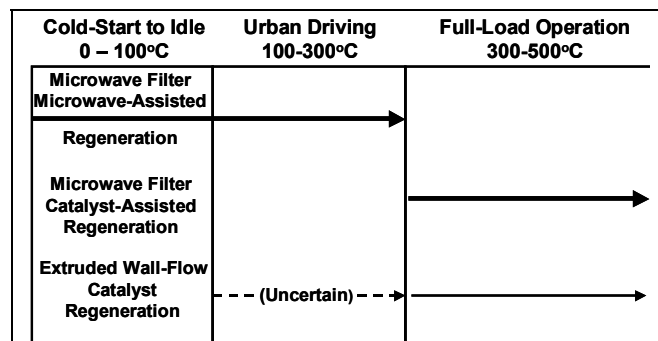 Cold-Start to Idle
0 – 100°C
Urban Driving
100-300°C
Full-Load Operation
300-500°C
Microwave Filter
Microwave-Assisted
Regeneration
Microwave Filter
Catalyst-Assisted
Regeneration
Extruded Wall-Flow
Catalyst
Regeneration
(Uncertain)